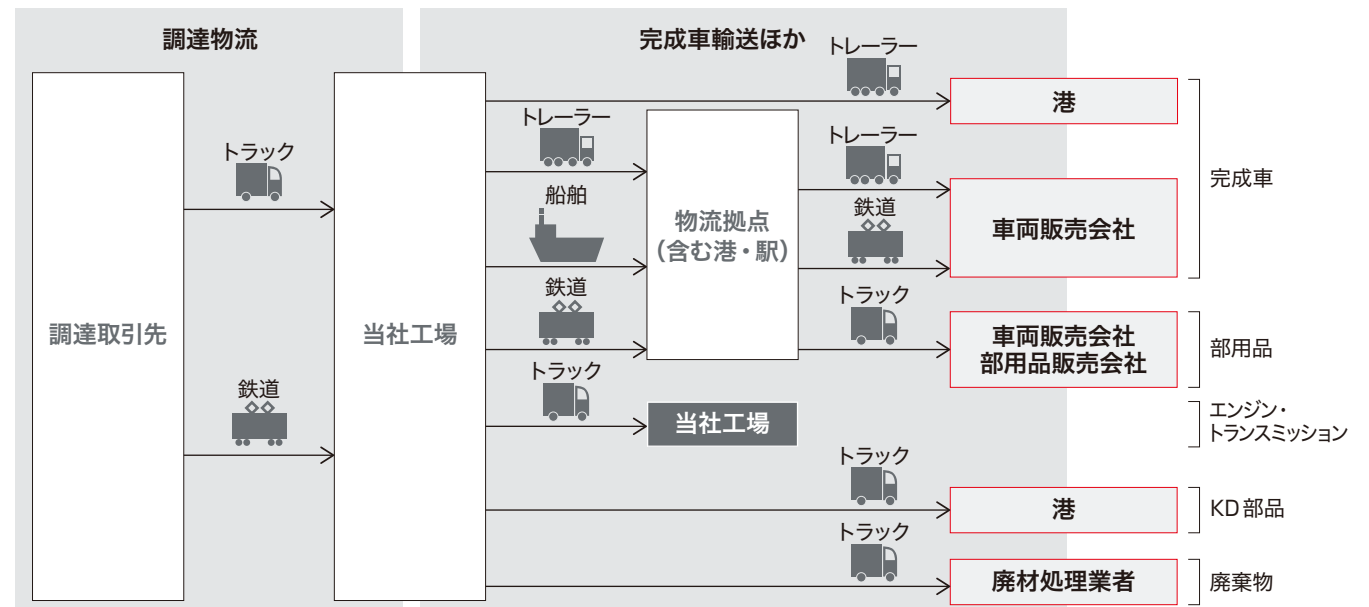 調達物流
完成車輸送ほか
トレーラー
港
トレーラー
トレーラー
トラック
完成車
船舶
鉄道
物流拠点
(含む港・駅)
車両販売会社
鉄道
トラック
調達取引先
当社工場
車両販売会社
部用品販売会社
部用品
トラック
鉄道
当社工場
エンジン・
トランスミッション
トラック
港
KD部品
トラック
廃材処理業者
廃棄物